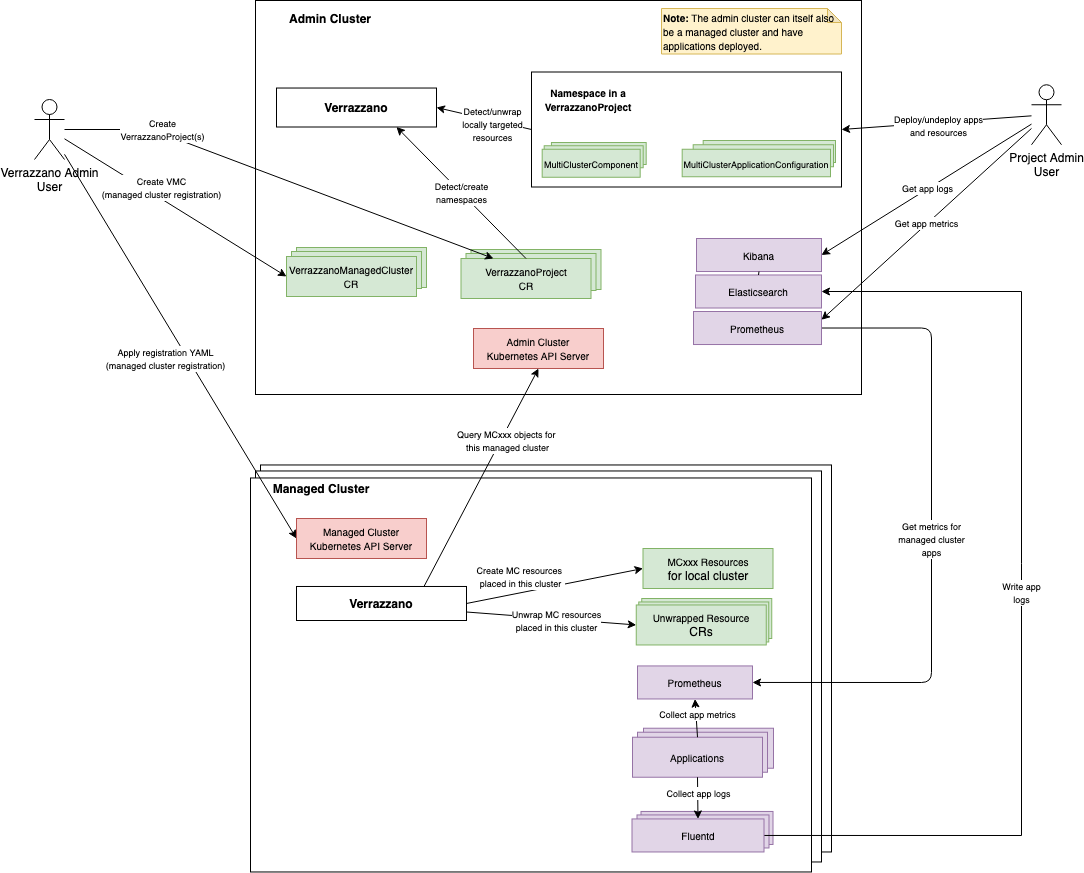 Admin Cluster
Note: The admin cluster can itself also
be a managed cluster and have
applications deployed.
Verrazzano
Detect/unwrap
locally targeted
resources
Namespace in a
VerrazzanoProject
MultiClusterComponent
MultiClusterApplicationConfiguration
Deploy/undeploy apps
and resources
Project Admin
User
Verrazzano Admin
User
Create
VerrazzanoProject(s)
Create VMC
(managed cluster registration)
Detect/create
namespaces
Get app logs
Get app metrics
VerrazzanoManagedCluster
CR
VerrazzanoProject
CR
Kibana
Elasticsearch
Prometheus
Admin Cluster
Kubernetes API Server
Apply registration YAML
(managed cluster registration)
Query MCxxx objects for
this managed cluster
Managed Cluster
Managed Cluster
Kubernetes API Server
Verrazzano
Create MC resources
placed in this cluster
Unwrap MC resources
placed in this cluster
MCxxx Resources
for local cluster
Unwrapped Resource
CRs
Get metrics for
managed cluster
apps
Write app
logs
Prometheus
Collect app metrics
Applications
Collect app logs
Fluentd